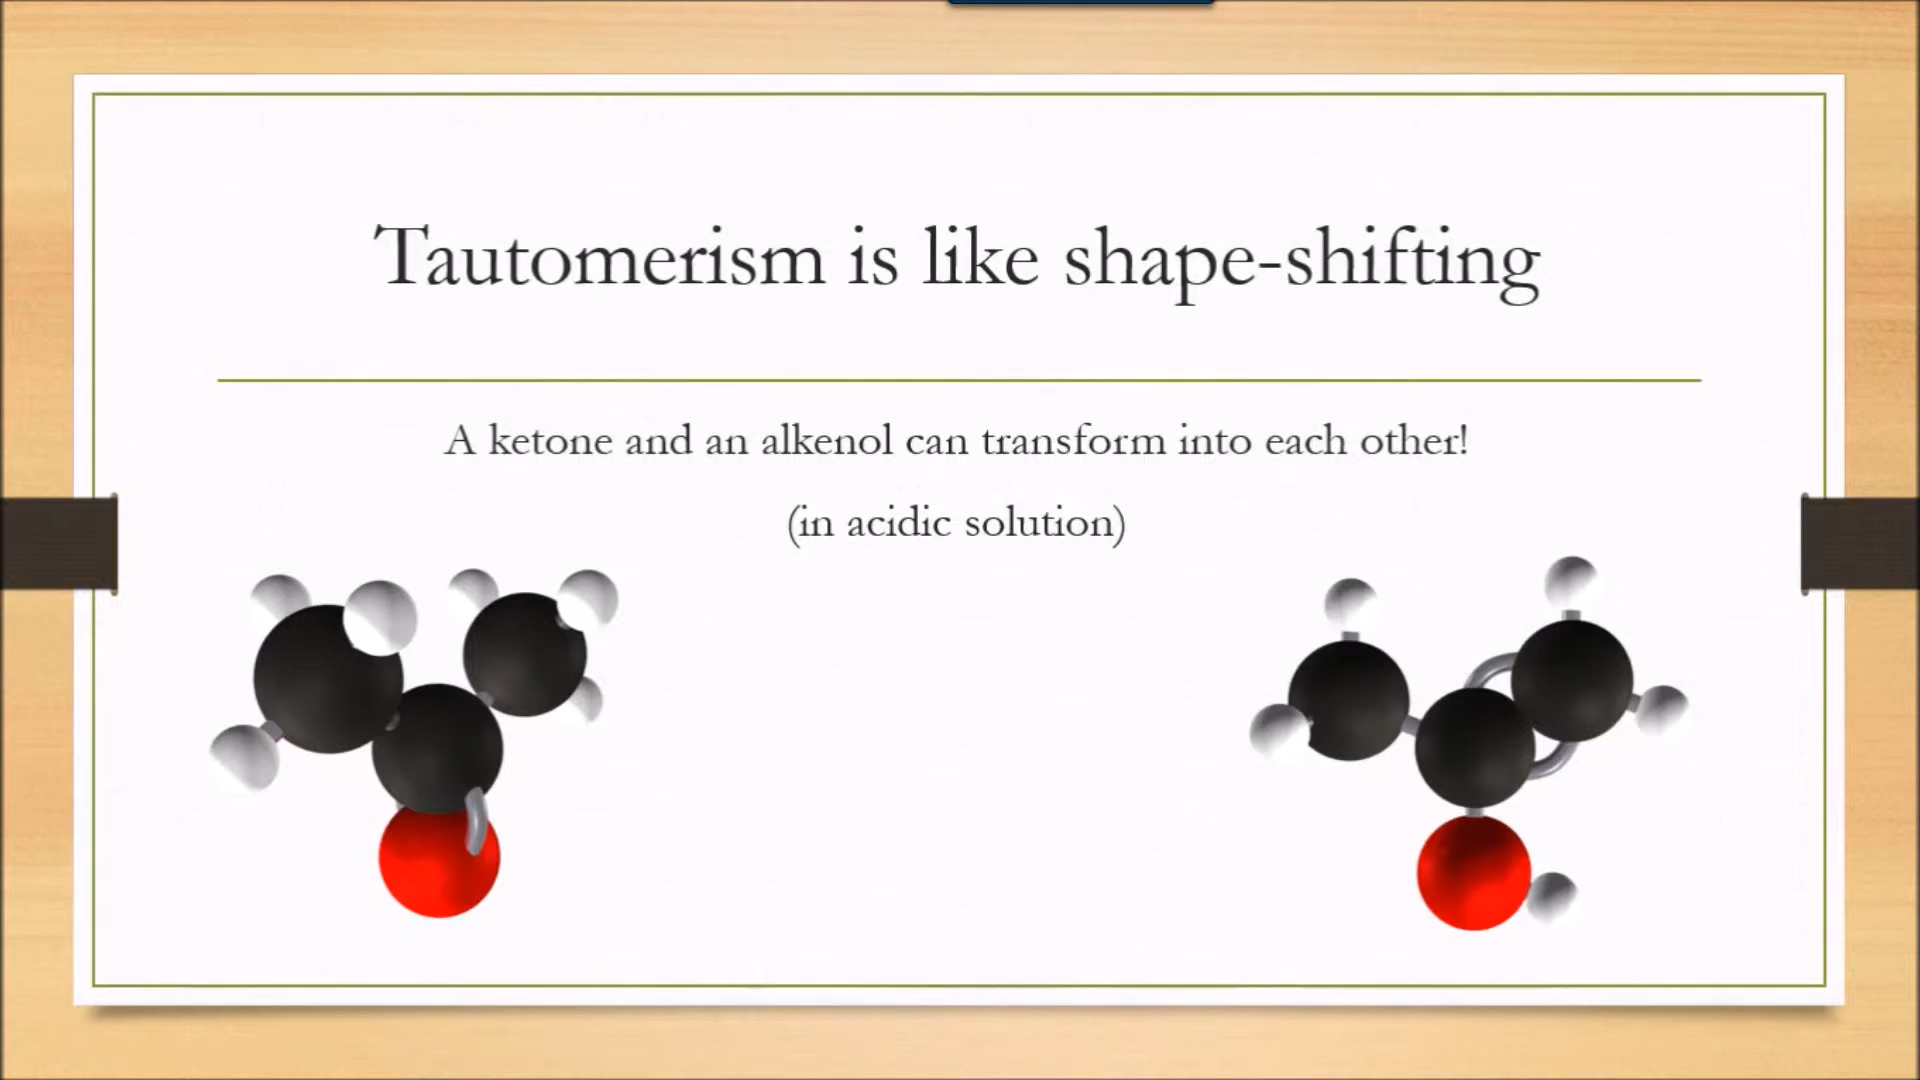 Tautomerism is like shape-shifting
A ketone and an alkenol can transform into each other!
(in acidic solution)